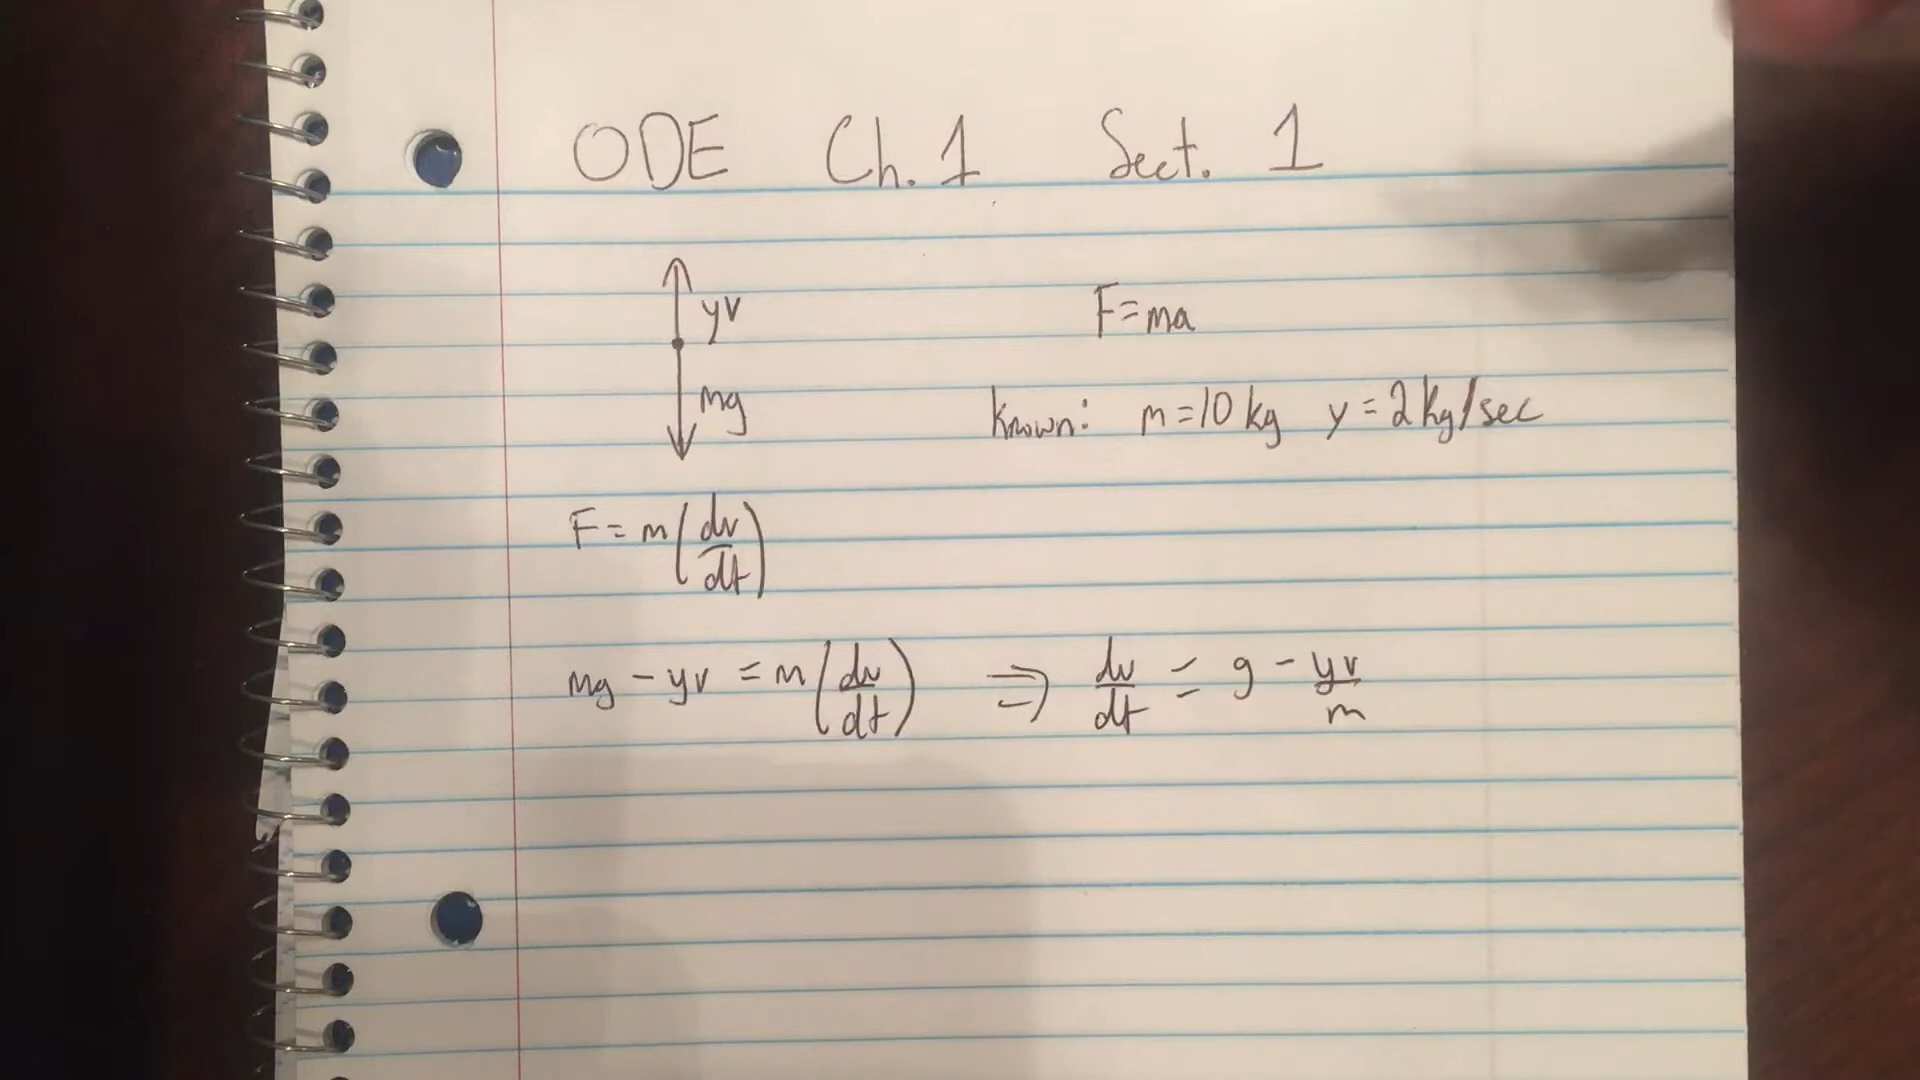 ODE Ch. 1 Sect. 1
yv
F=ma
mg
Known: m=10 kg y=2 kg/sec
F = m(dv/dt)
mg - yv = m(dv/dt) ⇒ dv/dt = g - yv/m